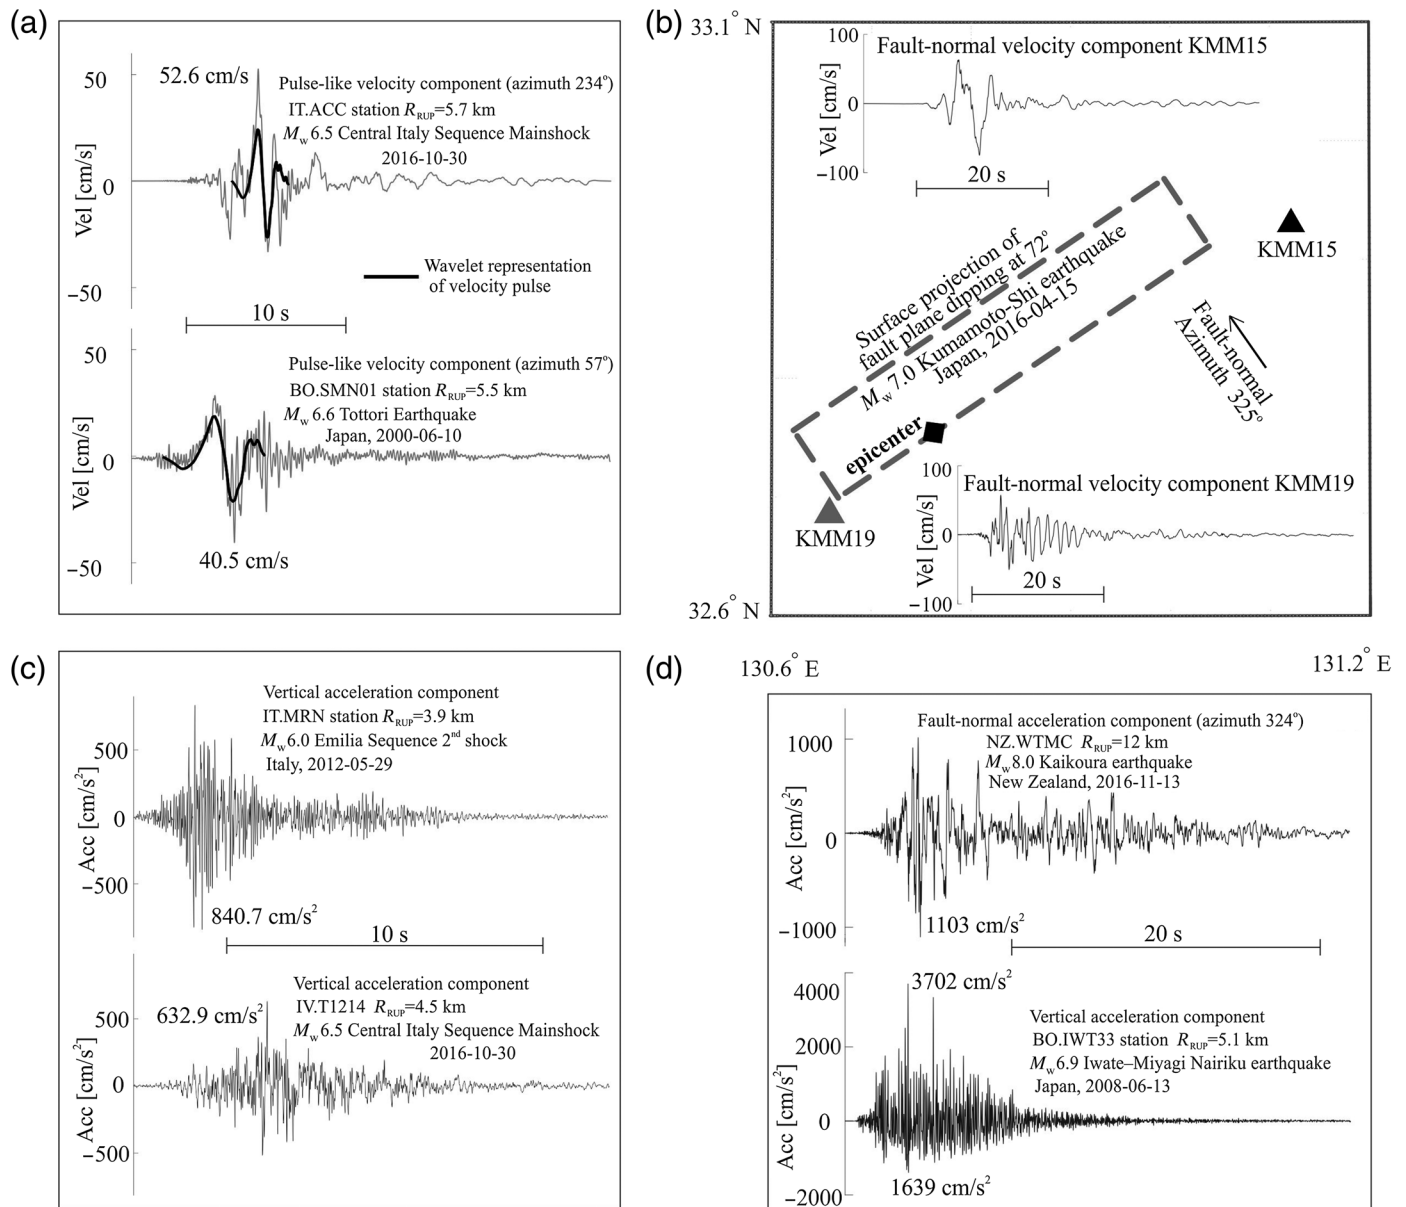 (a)
50
0
−50
Vel [cm/s]
52.6 cm/s
Pulse-like velocity component (azimuth 234°)
IT.ACC station R_RUP=5.7 km
M_w 6.5 Central Italy Sequence Mainshock
2016-10-30
Wavelet representation
of velocity pulse
10 s
50
0
−50
Vel [cm/s]
Pulse-like velocity component (azimuth 57°)
BO.SMN01 station R_RUP=5.5 km
M_w 6.6 Tottori Earthquake
Japan, 2000-06-10
40.5 cm/s
(b)
33.1° N
100
0
−100
Vel [cm/s]
Fault-normal velocity component KMM15
20 s
KMM15
Surface projection of
fault plane dipping at 72°
M_w 7.0 Kumamoto-Shi earthquake
Japan, 2016-04-15
Fault-normal
Azimuth 325°
epicenter
KMM19
100
0
−100
Vel [cm/s]
Fault-normal velocity component KMM19
20 s
32.6° N
130.6° E
131.2° E
(c)
500
0
−500
Acc [cm/s²]
Vertical acceleration component
IT.MRN station R_RUP=3.9 km
M_w6.0 Emilia Sequence 2nd shock
Italy, 2012-05-29
840.7 cm/s²
10 s
500
0
−500
Acc [cm/s²]
632.9 cm/s²
Vertical acceleration component
IV.T1214 R_RUP=4.5 km
M_w6.5 Central Italy Sequence Mainshock
2016-10-30
(d)
1000
0
−1000
Acc [cm/s²]
Fault-normal acceleration component (azimuth 324°)
NZ.WTMC R_RUP=12 km
M_w8.0 Kaikoura earthquake
New Zealand, 2016-11-13
1103 cm/s²
20 s
4000
2000
0
−2000
Acc [cm/s²]
3702 cm/s²
Vertical acceleration component
BO.IWT33 station R_RUP=5.1 km
M_w6.9 Iwate–Miyagi Nairiku earthquake
Japan, 2008-06-13
1639 cm/s²